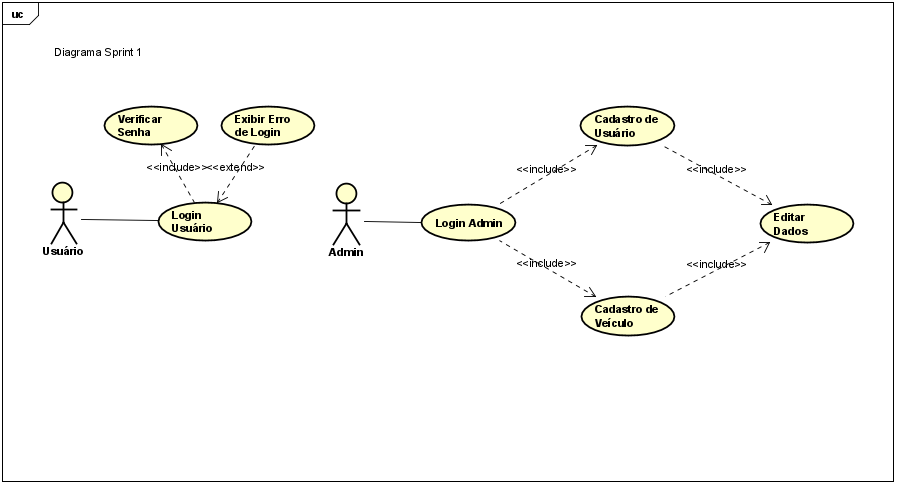 uc
Diagrama Sprint 1
Verificar
Senha
Exibir Erro
de Login
<<include>>
<<extend>>
Login
Usuário
Usuário
Cadastro de
Usuário
<<include>>
<<include>>
Login Admin
Admin
Editar
Dados
<<include>>
<<include>>
Cadastro de
Veículo